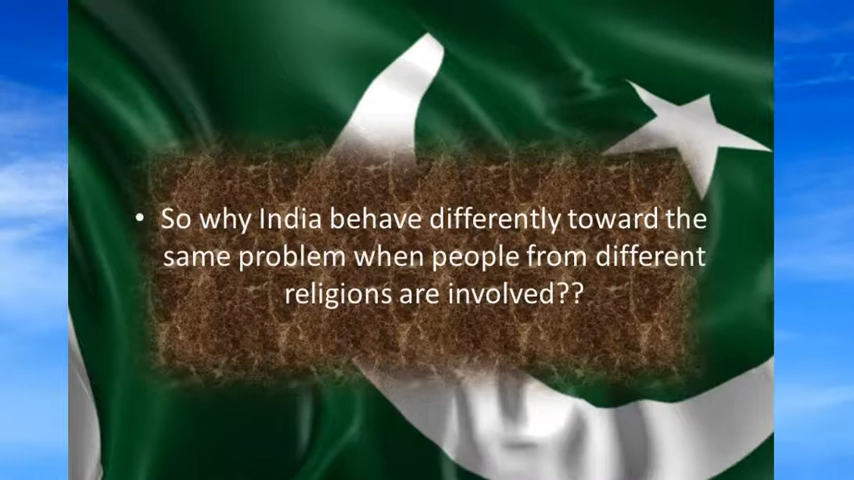 • So why India behave differently toward the
same problem when people from different
religions are involved??